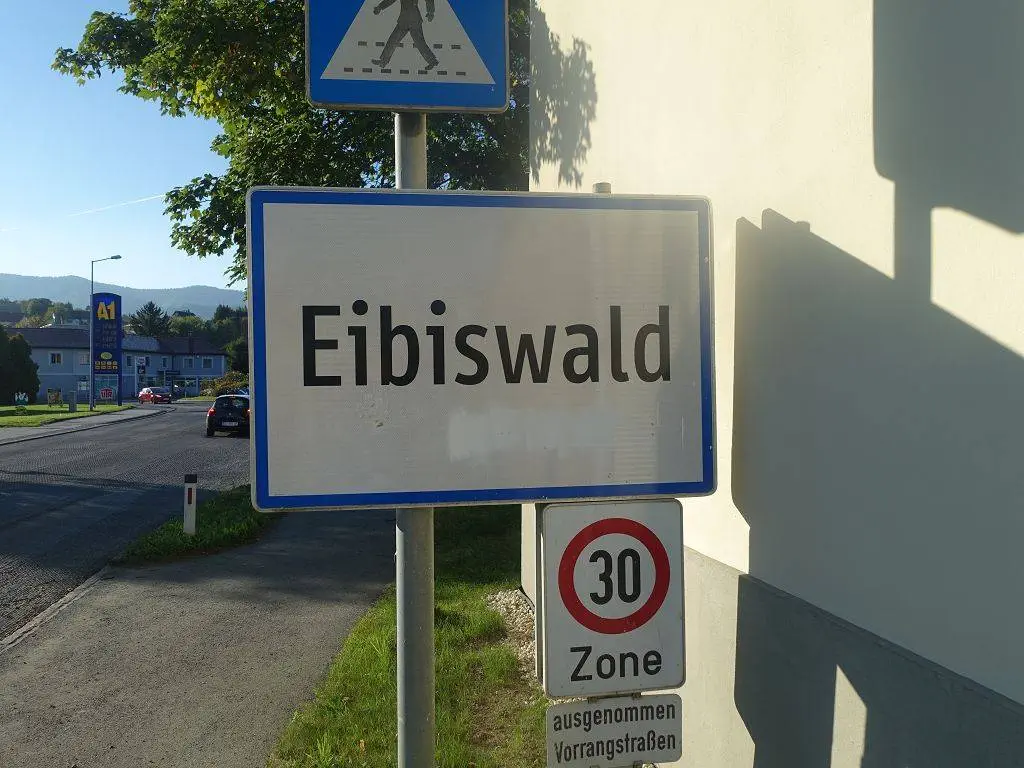 Eibiswald
30
Zone
ausgenommen
Vorrangstraßen
A1